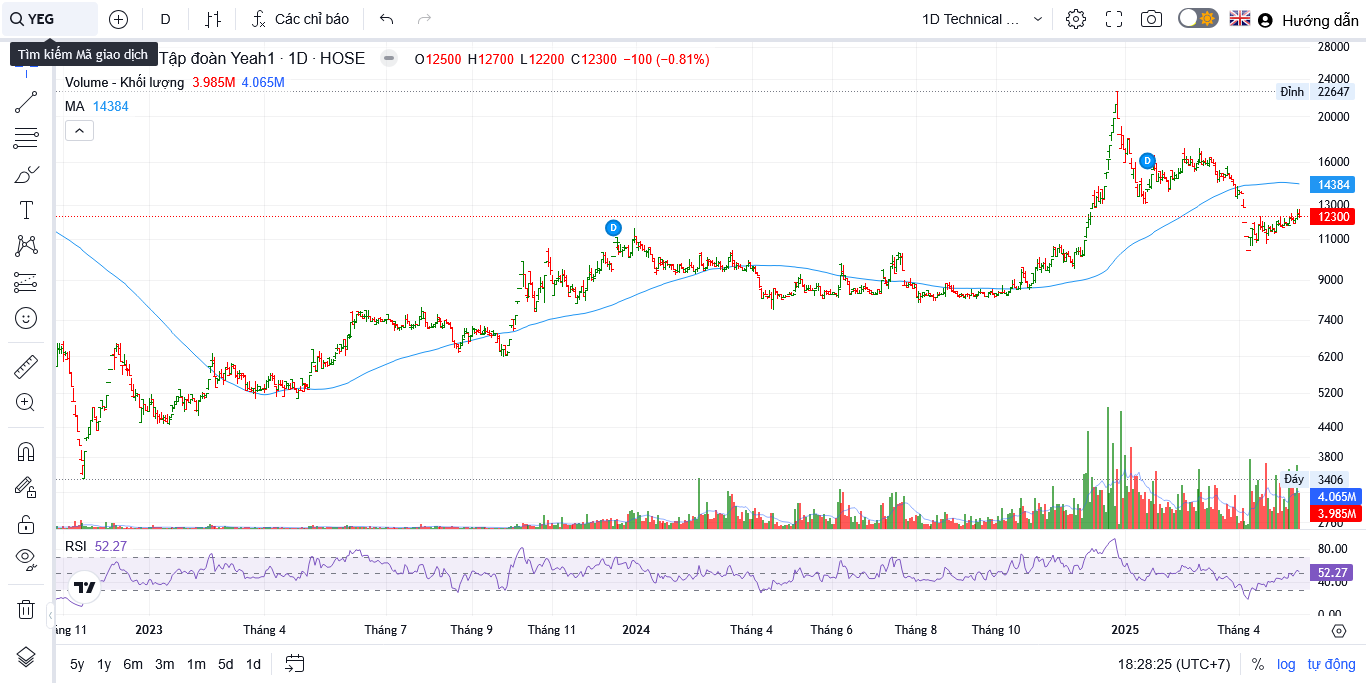 YEG D Các chỉ báo 1D Technical ... Hướng dẫn
Tìm kiếm Mã giao dịch
Tập đoàn Yeah1 · 1D · HOSE O12500 H12700 L12200 C12300 −100 (−0.81%)
Volume - Khối lượng 3.985M 4.065M
MA 14384
28000
24000
Đỉnh 22647
20000
16000
D
14384
13000
12300
D
11000
9000
7400
6200
5200
4400
3800
Đáy 3406
4.065M
3.985M
2760
RSI 52.27
80.00
52.27
40.00
0.00
ng 11 2023 Tháng 4 Tháng 7 Tháng 9 Tháng 11 2024 Tháng 4 Tháng 6 Tháng 8 Tháng 10 2025 Tháng 4
5y 1y 6m 3m 1m 5d 1d 18:28:25 (UTC+7) % log tự động